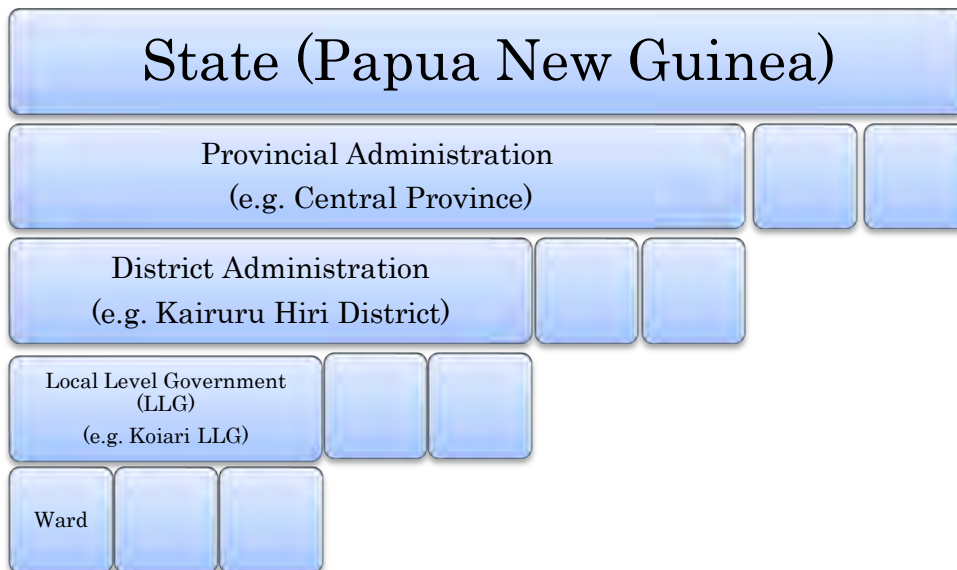 State (Papua New Guinea)
Provincial Administration
(e.g. Central Province)
District Administration
(e.g. Kairuru Hiri District)
Local Level Government
(LLG)
(e.g. Koiari LLG)
Ward